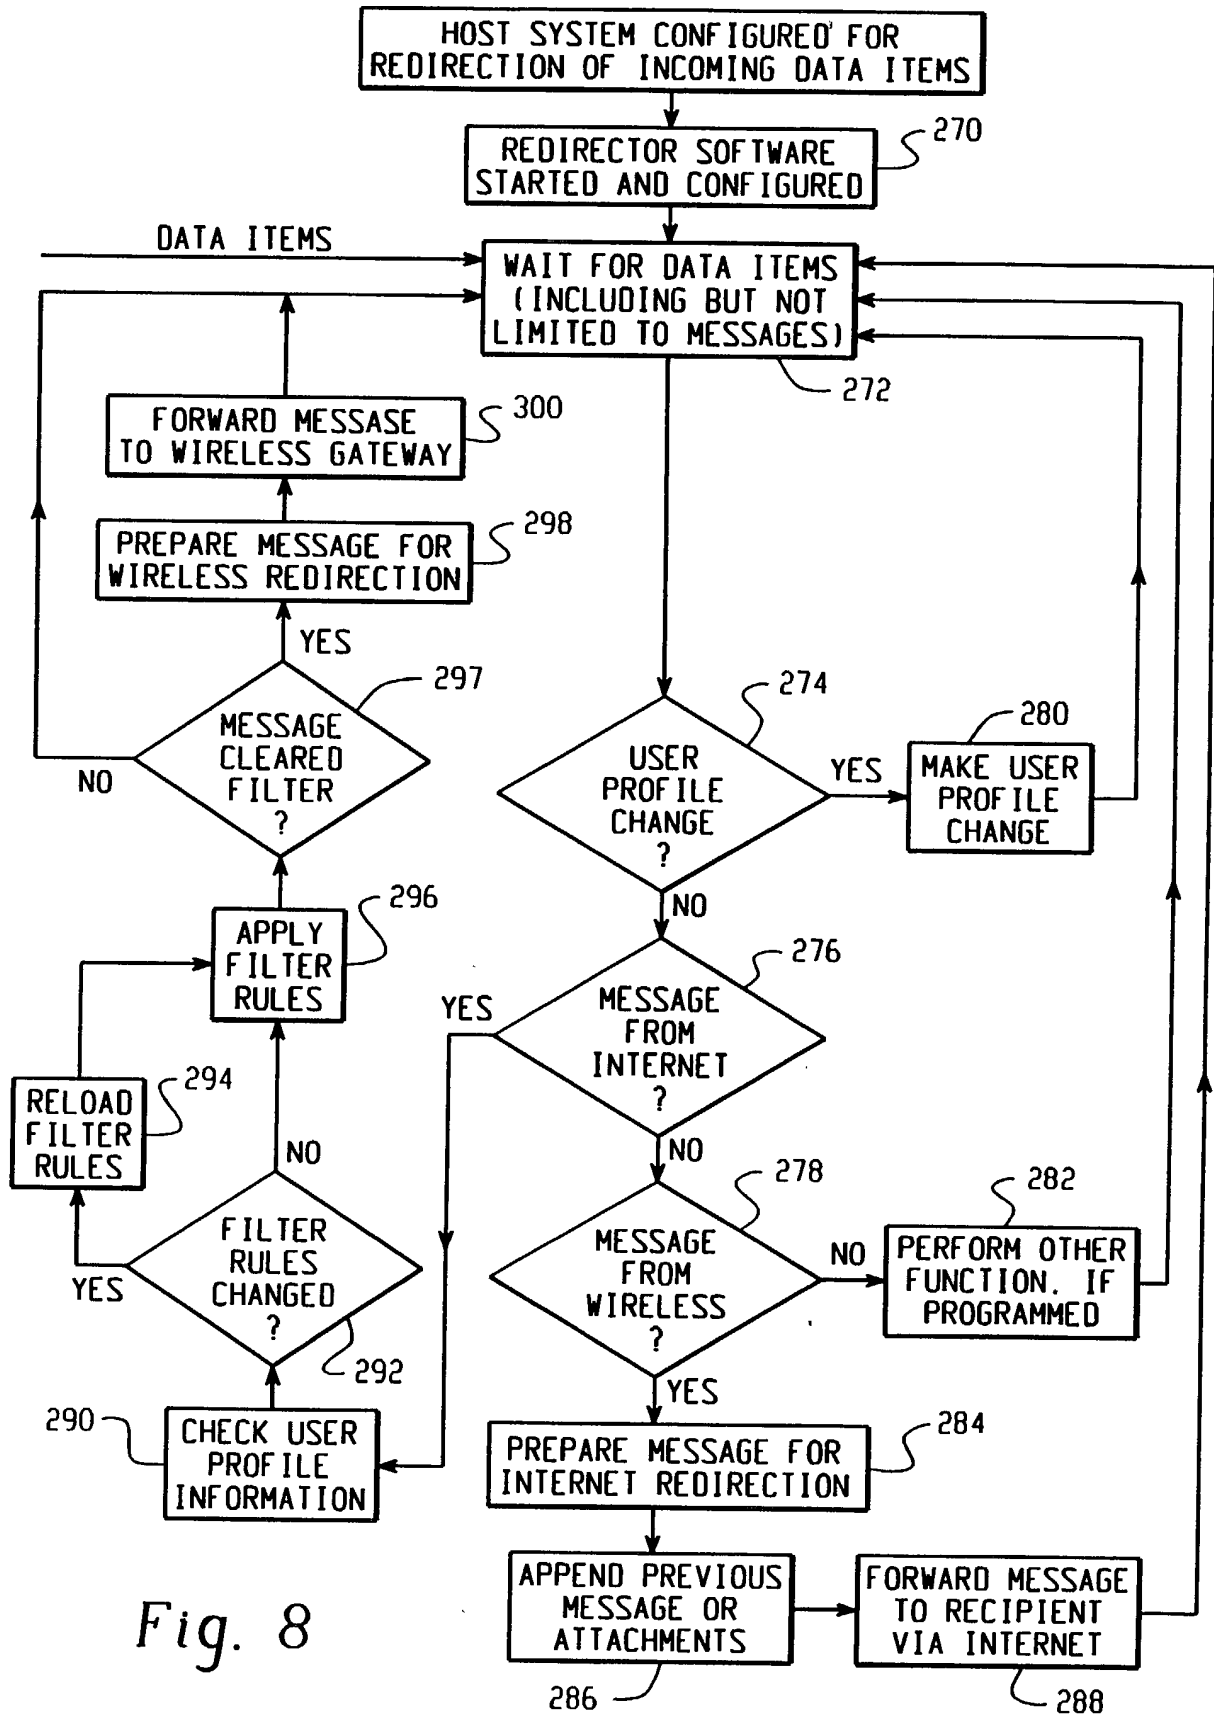 HOST SYSTEM CONFIGURED FOR
REDIRECTION OF INCOMING DATA ITEMS
270
REDIRECTOR SOFTWARE
STARTED AND CONFIGURED
DATA ITEMS
WAIT FOR DATA ITEMS
(INCLUDING BUT NOT
LIMITED TO MESSAGES)
272
300
FORWARD MESSASE
TO WIRELESS GATEWAY
298
PREPARE MESSAGE FOR
WIRELESS REDIRECTION
YES
297
MESSAGE
CLEARED
FILTER
?
NO
274
USER
PROFILE
CHANGE
?
YES
280
MAKE USER
PROFILE
CHANGE
NO
296
APPLY
FILTER
RULES
276
YES
MESSAGE
FROM
INTERNET
?
294
RELOAD
FILTER
RULES
NO
NO
278
282
FILTER
RULES
CHANGED
?
YES
292
MESSAGE
FROM
WIRELESS
?
NO
PERFORM OTHER
FUNCTION. IF
PROGRAMMED
YES
290
CHECK USER
PROFILE
INFORMATION
284
PREPARE MESSAGE FOR
INTERNET REDIRECTION
APPEND PREVIOUS
MESSAGE OR
ATTACHMENTS
286
FORWARD MESSAGE
TO RECIPIENT
VIA INTERNET
288
Fig. 8